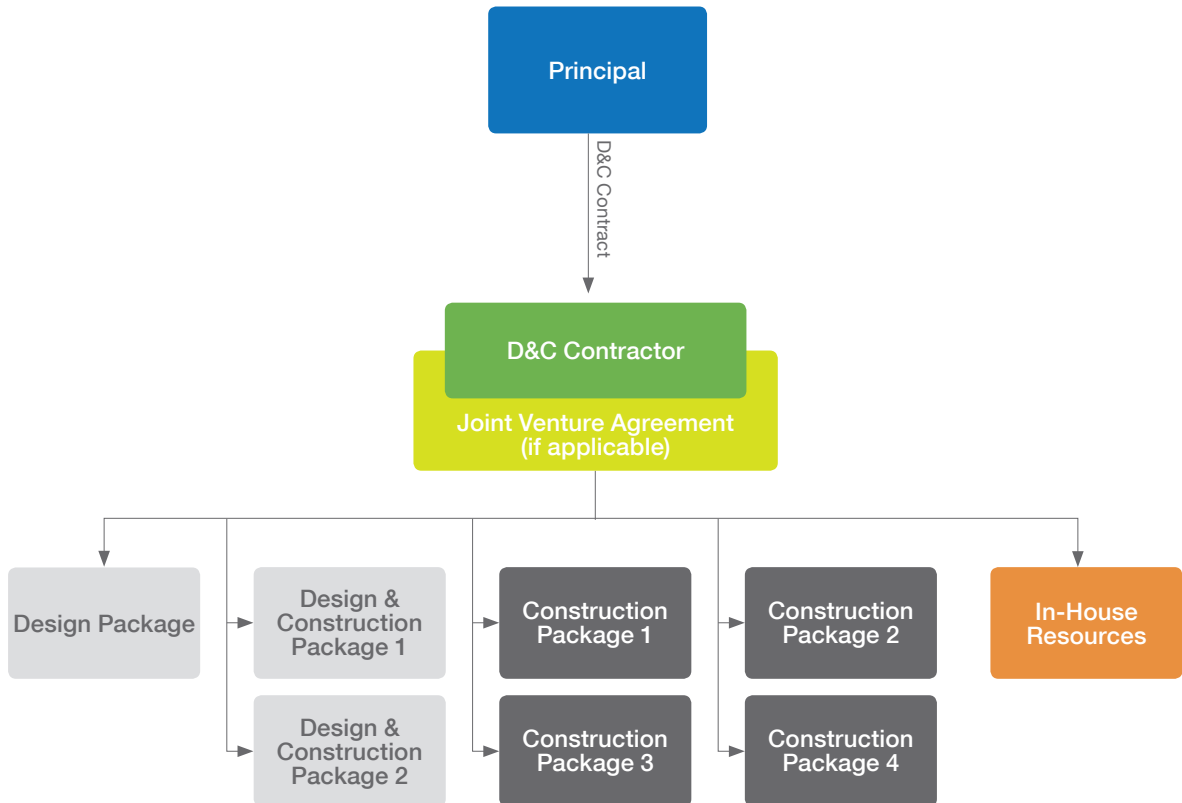 Principal
D&C Contract
D&C Contractor
Joint Venture Agreement
(if applicable)
Design Package
Design &
Construction
Package 1
Construction
Package 1
Construction
Package 2
In-House
Resources
Design &
Construction
Package 2
Construction
Package 3
Construction
Package 4